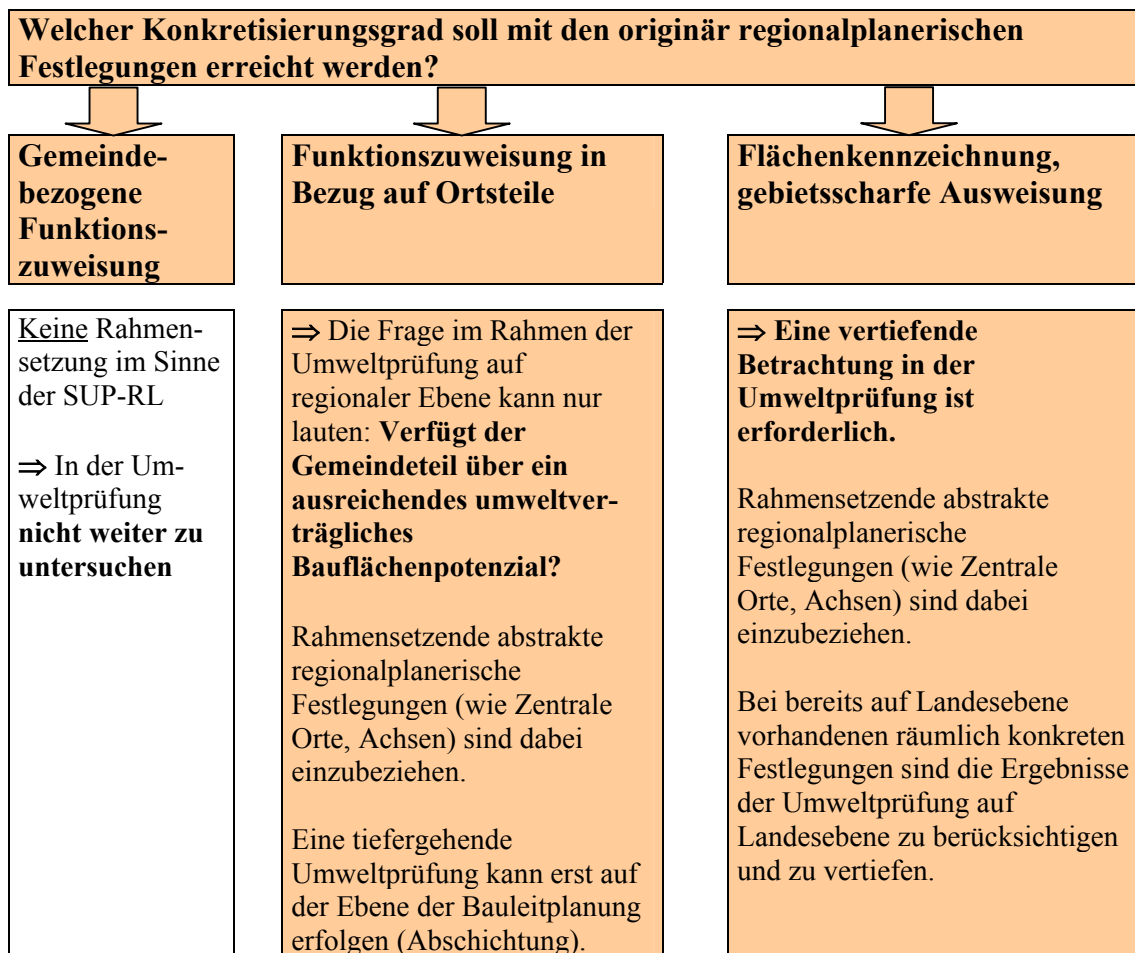 Welcher Konkretisierungsgrad soll mit den originär regionalplanerischen
Festlegungen erreicht werden?
Gemeinde-
bezogene
Funktions-
zuweisung
Keine Rahmen-
setzung im Sinne
der SUP-RL
⇒ In der Um-
weltprüfung
nicht weiter zu
untersuchen
Funktionszuweisung in
Bezug auf Ortsteile
⇒ Die Frage im Rahmen der
Umweltprüfung auf
regionaler Ebene kann nur
lauten: Verfügt der
Gemeindeteil über ein
ausreichendes umweltver-
trägliches
Bauflächenpotenzial?
Rahmensetzende abstrakte
regionalplanerische
Festlegungen (wie Zentrale
Orte, Achsen) sind dabei
einzubeziehen.
Eine tiefergehende
Umweltprüfung kann erst auf
der Ebene der Bauleitplanung
erfolgen (Abschichtung).
Flächenkennzeichnung,
gebietsscharfe Ausweisung
⇒ Eine vertiefende
Betrachtung in der
Umweltprüfung ist
erforderlich.
Rahmensetzende abstrakte
regionalplanerische
Festlegungen (wie Zentrale
Orte, Achsen) sind dabei
einzubeziehen.
Bei bereits auf Landesebene
vorhandenen räumlich konkreten
Festlegungen sind die Ergebnisse
der Umweltprüfung auf
Landesebene zu berücksichtigen
und zu vertiefen.